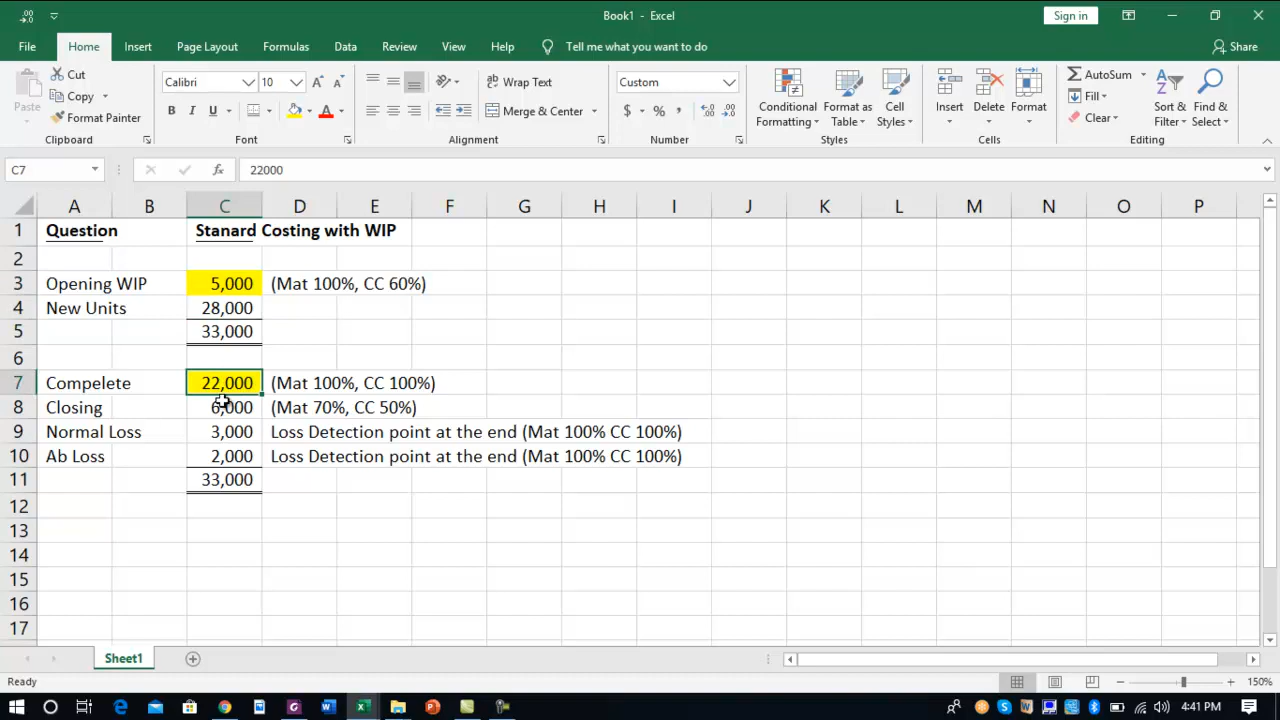 Book1 - Excel
Sign in
File Home Insert Page Layout Formulas Data Review View Help Tell me what you want to do Share
Paste Cut Copy Format Painter
Calibri 10
B I U
Wrap Text
Merge & Center
Custom
$ % ,
Conditional Formatting
Format as Table
Cell Styles
Insert Delete Format
AutoSum
Fill
Clear
Sort & Filter
Find & Select
Clipboard Font Alignment Number Styles Cells Editing
C7 fx 22000
A B C D E F G H I J K L M N O P
1 Question Stanard Costing with WIP
2
3 Opening WIP 5,000 (Mat 100%, CC 60%)
4 New Units 28,000
5 33,000
6
7 Compelete 22,000 (Mat 100%, CC 100%)
8 Closing 6,000 (Mat 70%, CC 50%)
9 Normal Loss 3,000 Loss Detection point at the end (Mat 100% CC 100%)
10 Ab Loss 2,000 Loss Detection point at the end (Mat 100% CC 100%)
11 33,000
12
13
14
15
16
17
Sheet1
Ready 150%
4:41 PM